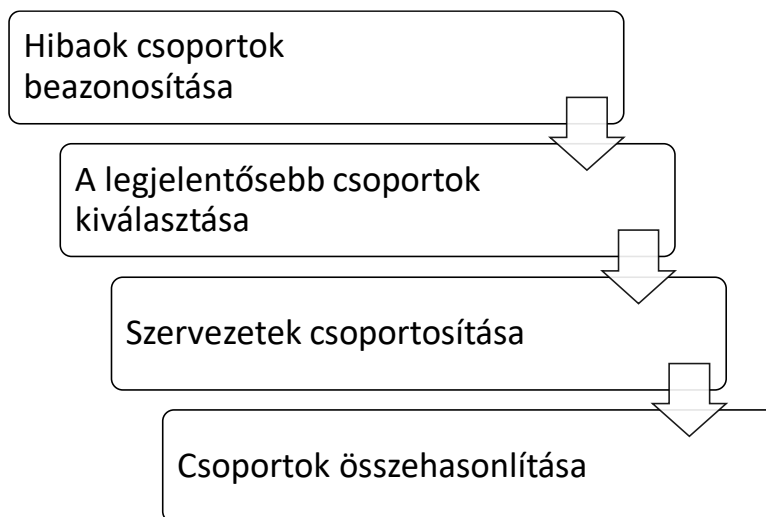 Hibaok csoportok
beazonosítása
A legjelentősebb csoportok
kiválasztása
Szervezetek csoportosítása
Csoportok összehasonlítása